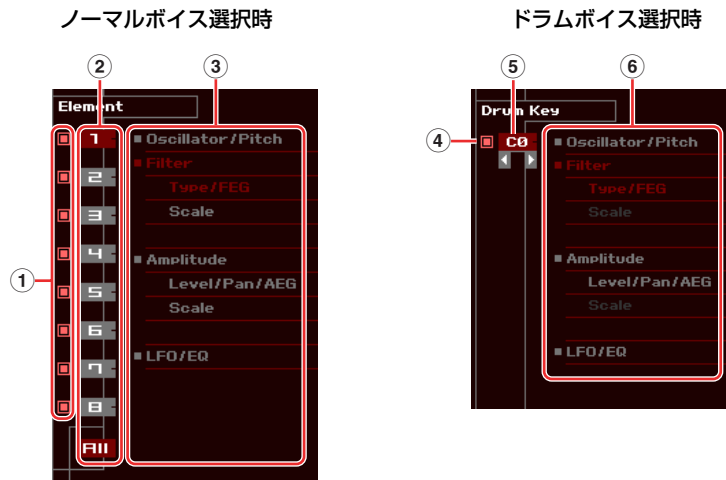 ノーマルボイス選択時
② ③
Element
①
1
2
3
4
5
6
7
8
All
■ Oscillator/Pitch
■ Filter
Type/FEG
Scale
■ Amplitude
Level/Pan/AEG
Scale
■ LFO/EQ
ドラムボイス選択時
⑤ ⑥
Drum Key
④
C0
■ Oscillator/Pitch
■ Filter
Type/FEG
Scale
■ Amplitude
Level/Pan/AEG
Scale
■ LFO/EQ